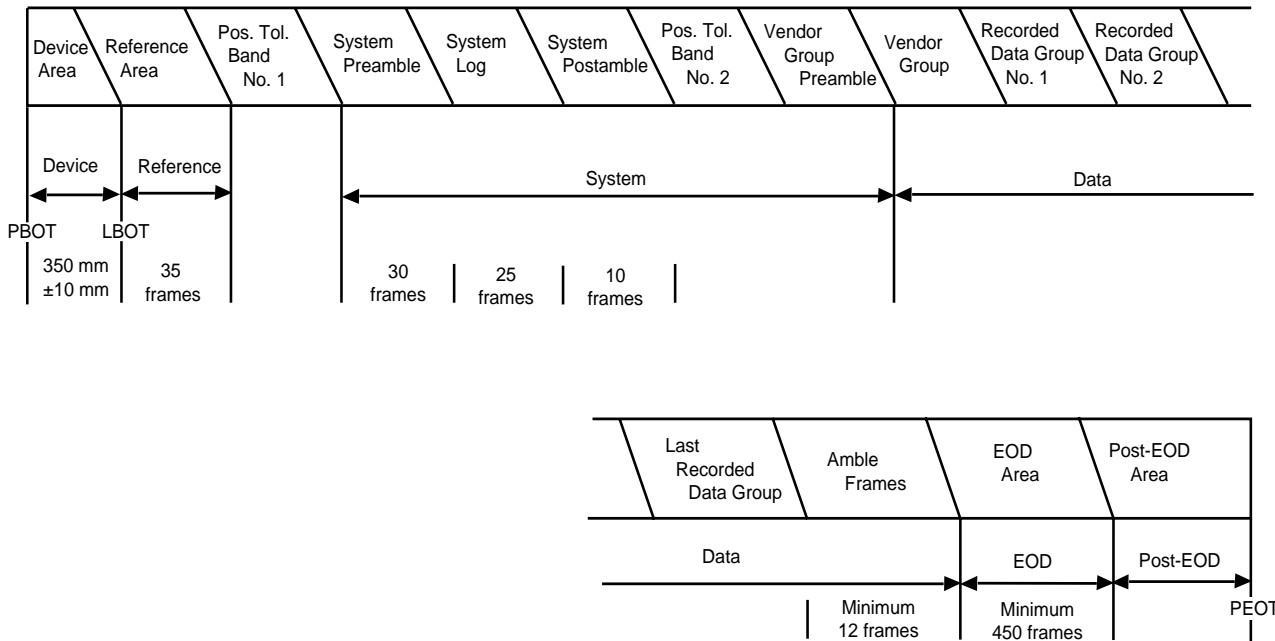 Device
Area
Reference
Area
Pos. Tol.
Band
No. 1
System
Preamble
System
Log
System
Postamble
Pos. Tol.
Band
No. 2
Vendor
Group
Preamble
Vendor
Group
Recorded
Data Group
No. 1
Recorded
Data Group
No. 2
Device
Reference
System
Data
PBOT
LBOT
350 mm
±10 mm
35
frames
30
frames
25
frames
10
frames
Last
Recorded
Data Group
Amble
Frames
EOD
Area
Post-EOD
Area
Data
EOD
Post-EOD
PEOT
Minimum
12 frames
Minimum
450 frames